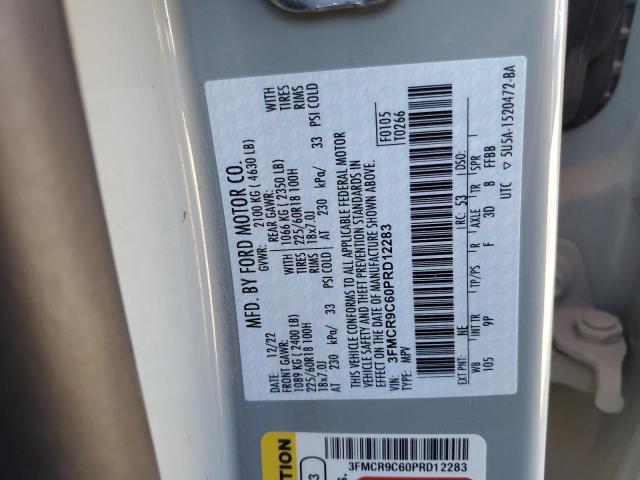 MFD. BY FORD MOTOR CO.
DATE: 12/22
GVWR: 2100 KG ( 4630 LB)
FRONT GAWR:
1089 KG ( 2400 LB)
225/60R18 100H
18x7.0J
AT 230 kPa/ 33
REAR GAWR:
1066 KG ( 2350 LB)
225/60R18 100H
18x7.0J
AT 230 kPa/ 33
WITH
TIRES
RIMS
PSI COLD
WITH
TIRES
RIMS
PSI COLD
THIS VEHICLE CONFORMS TO ALL APPLICABLE FEDERAL MOTOR
VEHICLE SAFETY AND THEFT PREVENTION STANDARDS IN
EFFECT ON THE DATE OF MANUFACTURE SHOWN ABOVE.
F0105
T0266
VIN: 3FMCR9C60PRD12283
TYPE: MPV
EXT PNT: NE RC: 53 DSO:
WB INT TR TP/PS R AXLE TR SPR
105 9P F 3D 8 FFBB
UTC ▽ 5U5A-1520472-BA
3FMCR9C60PRD12283